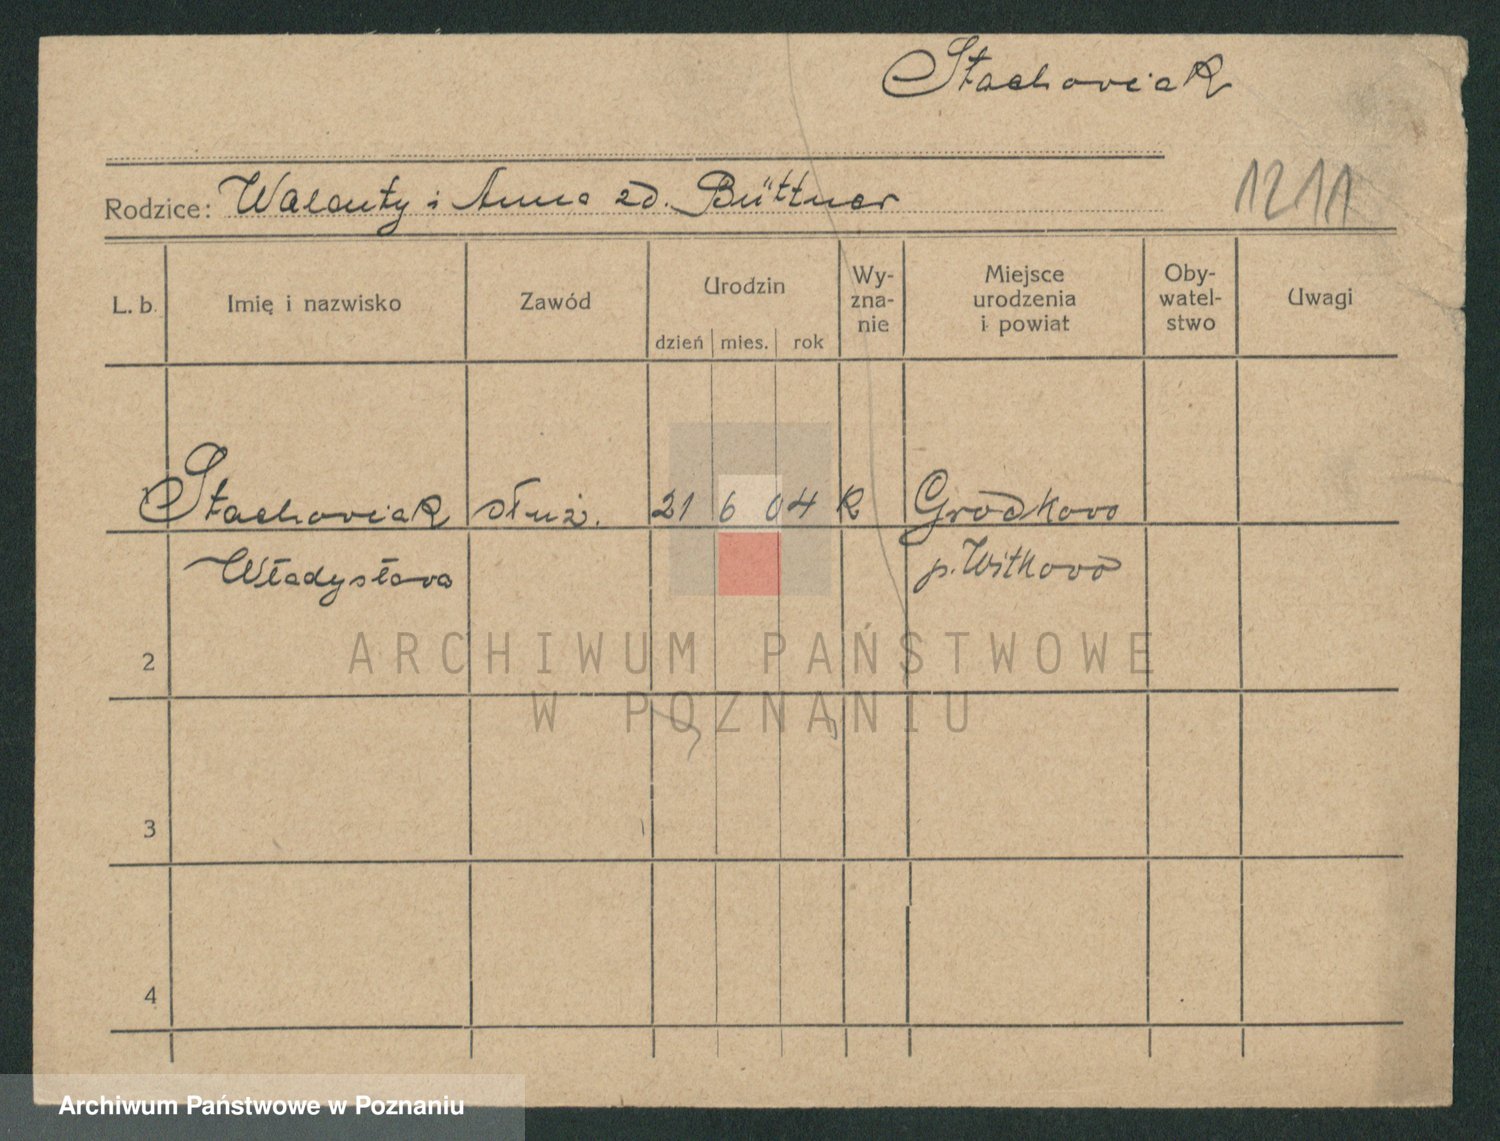 Stachowiak
1211
Rodzice: Walenty i Anna zd. Büttner
L. b. Imię i nazwisko Zawód Urodzin Wy-zna-nie Miejsce urodzenia i powiat Oby-watel-stwo Uwagi
dzień mies. rok
Stachowiak służ. 21 6 04 K Grodkowo
Władysława p. Witkowo
2
ARCHIWUM PAŃSTWOWE
W POZNANIU
3
4
Archiwum Państwowe w Poznaniu